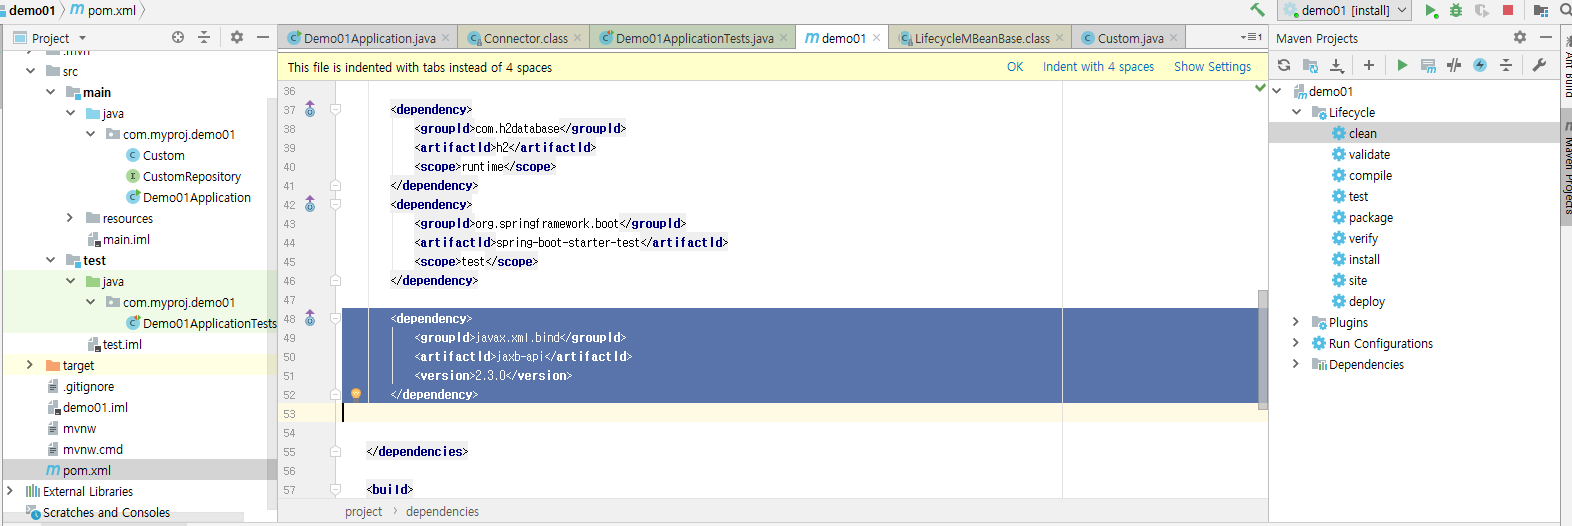 demo01 pom.xml
demo01 [install]
Project
Demo01Application.java
Connector.class
Demo01ApplicationTests.java
demo01
LifecycleMBeanBase.class
Custom.java
1
Maven Projects
.mvn
src
main
java
com.myproj.demo01
Custom
CustomRepository
Demo01Application
resources
main.iml
test
java
com.myproj.demo01
Demo01ApplicationTests
test.iml
target
.gitignore
demo01.iml
mvnw
mvnw.cmd
pom.xml
External Libraries
Scratches and Consoles
This file is indented with tabs instead of 4 spaces
OK Indent with 4 spaces Show Settings
36
37 <dependency>
38 <groupId>com.h2database</groupId>
39 <artifactId>h2</artifactId>
40 <scope>runtime</scope>
41 </dependency>
42 <dependency>
43 <groupId>org.springframework.boot</groupId>
44 <artifactId>spring-boot-starter-test</artifactId>
45 <scope>test</scope>
46 </dependency>
47
48 <dependency>
49 <groupId>javax.xml.bind</groupId>
50 <artifactId>jaxb-api</artifactId>
51 <version>2.3.0</version>
52 </dependency>
53
54
55 </dependencies>
56
57 <build>
project dependencies
demo01
Lifecycle
clean
validate
compile
test
package
verify
install
site
deploy
Plugins
Run Configurations
Dependencies
Ant Build
Maven Projects